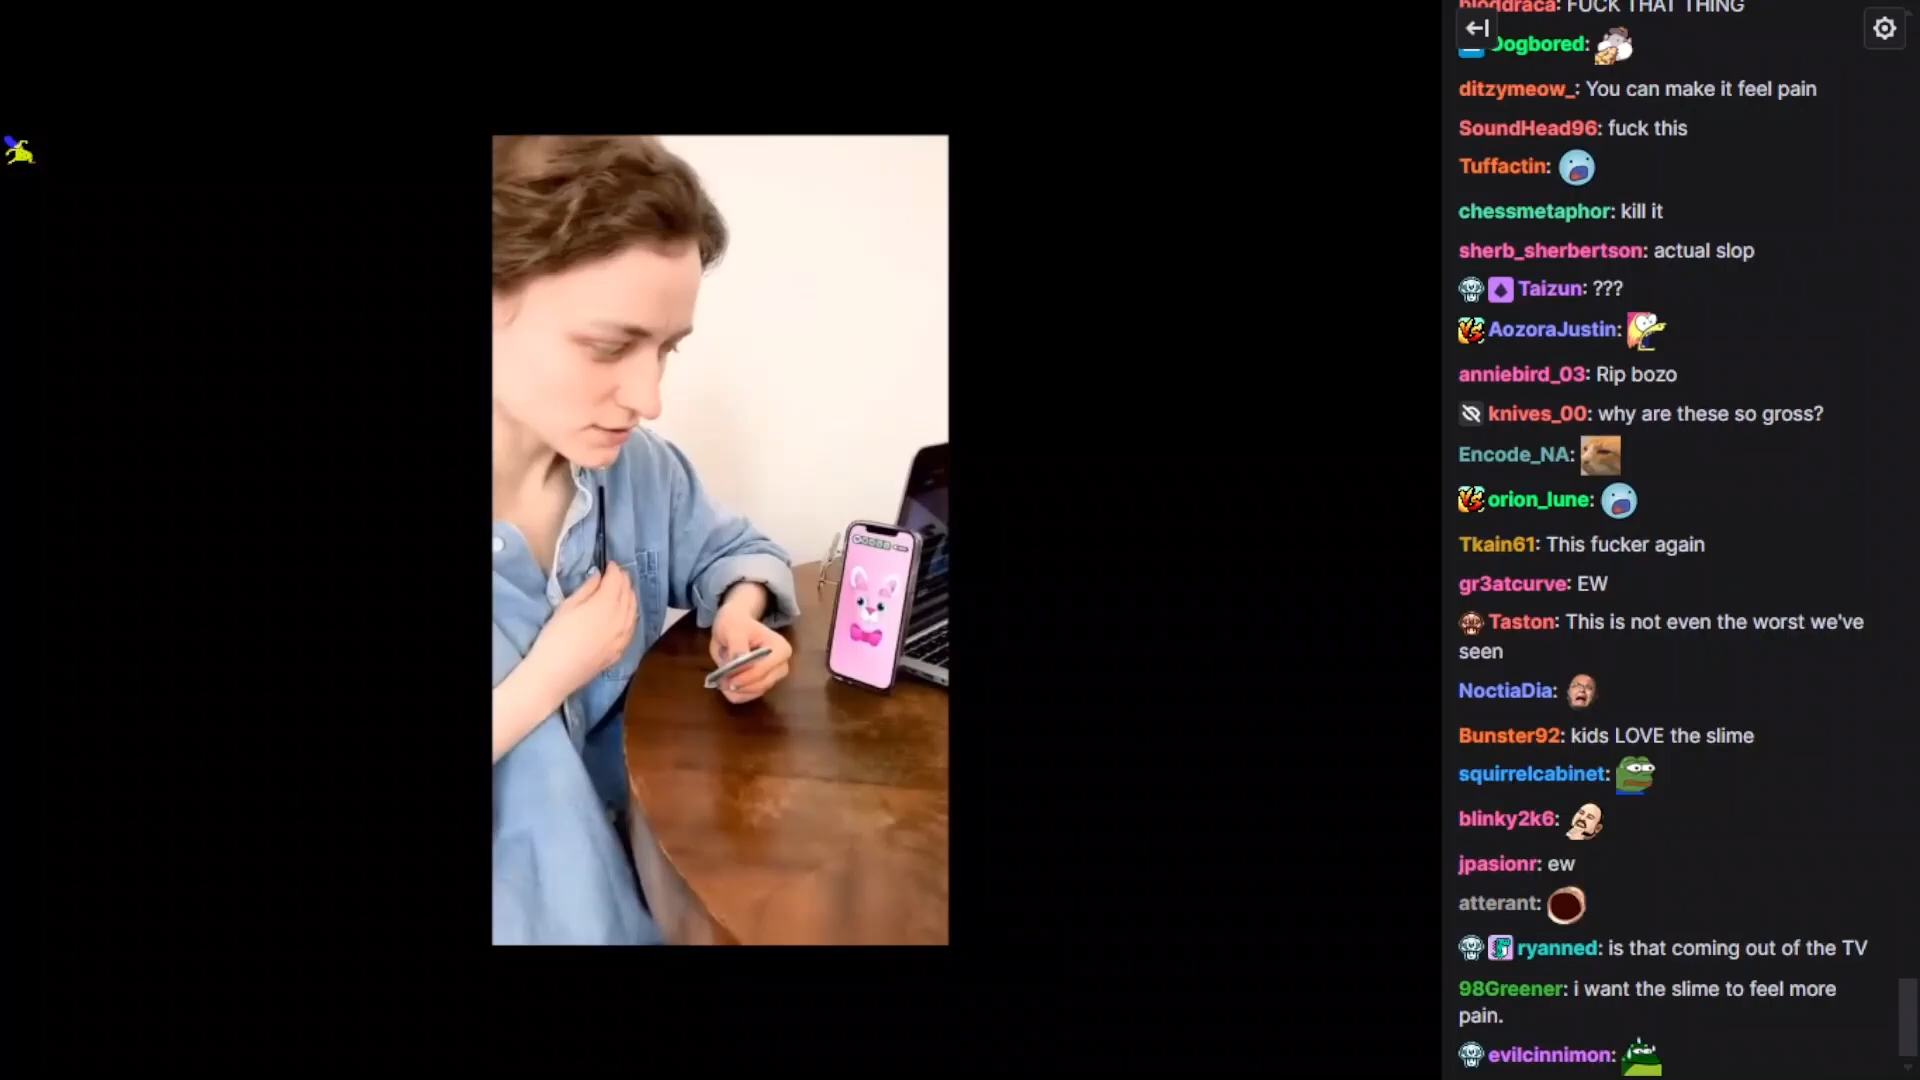 bloddraca: FUCK THAT THING
Dogbored:
ditzymeow_: You can make it feel pain
SoundHead96: fuck this
Tuffactin:
chessmetaphor: kill it
sherb_sherbertson: actual slop
Taizun: ???
AozoraJustin:
anniebird_03: Rip bozo
knives_00: why are these so gross?
Encode_NA:
orion_lune:
Tkain61: This fucker again
gr3atcurve: EW
Taston: This is not even the worst we've
seen
NoctiaDia:
Bunster92: kids LOVE the slime
squirrelcabinet:
blinky2k6:
jpasionr: ew
atterant:
ryanned: is that coming out of the TV
98Greener: i want the slime to feel more
pain.
evilcinnimon: